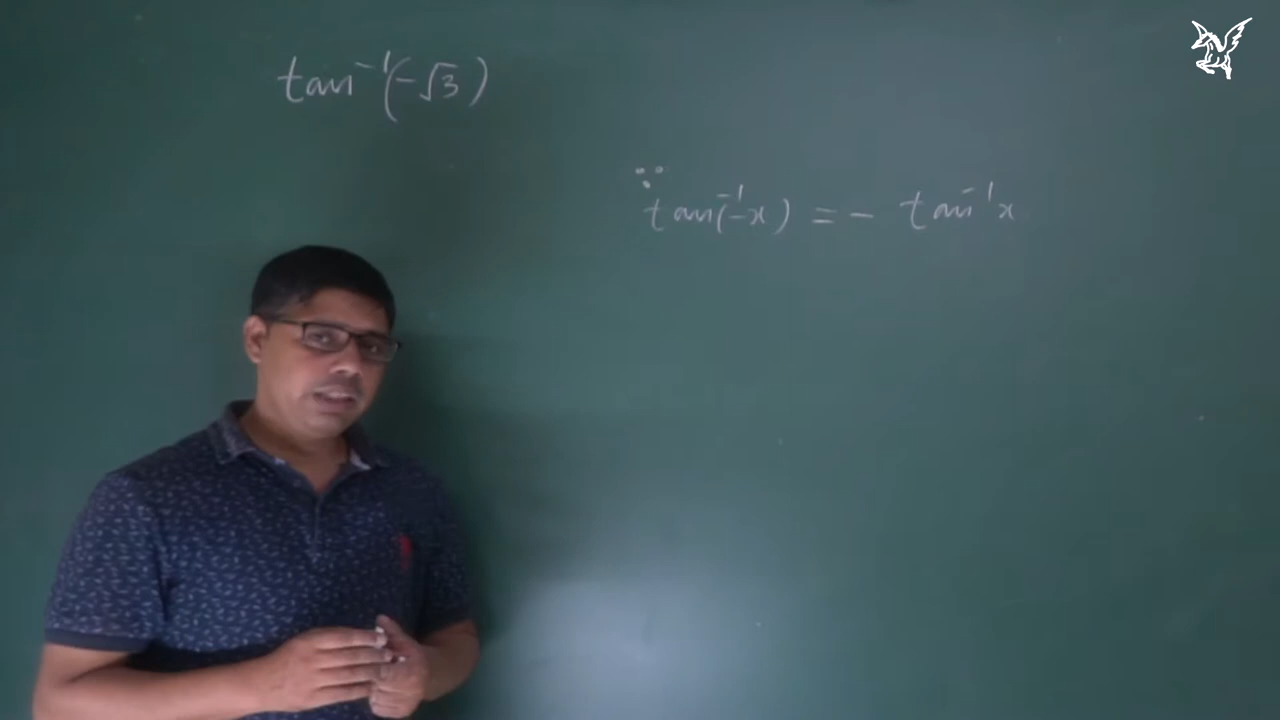 tan⁻¹(-√3)
∵ tan⁻¹(-x) = - tan⁻¹x